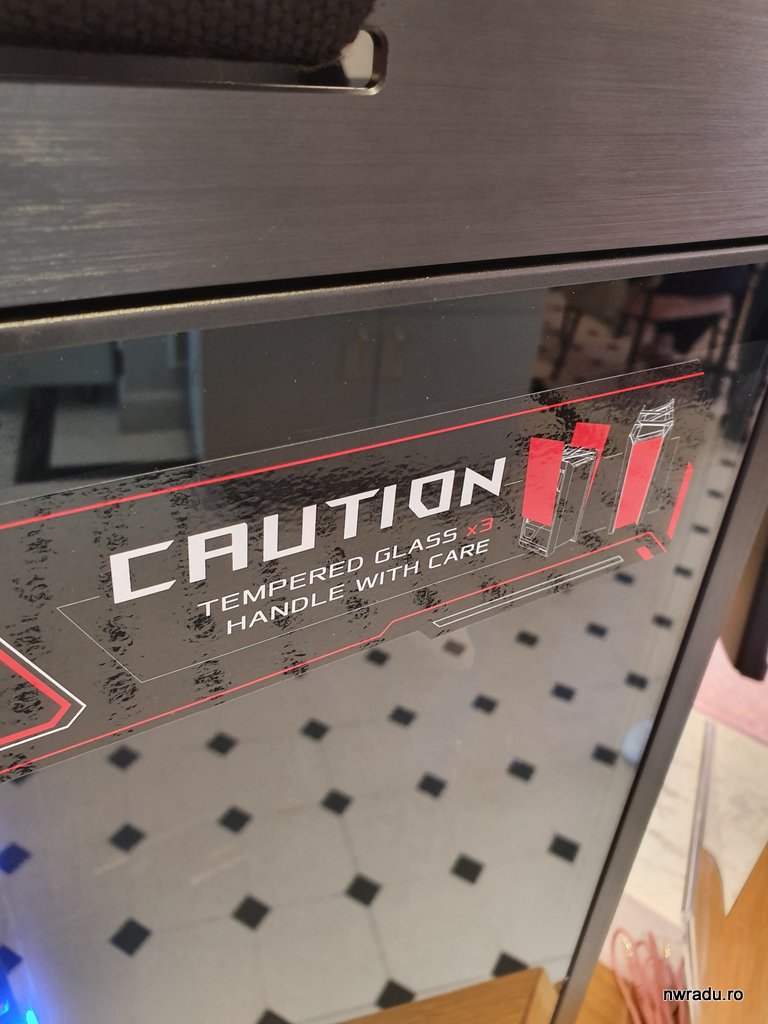 CAUTION
TEMPERED GLASS x3
HANDLE WITH CARE
nwradu.ro